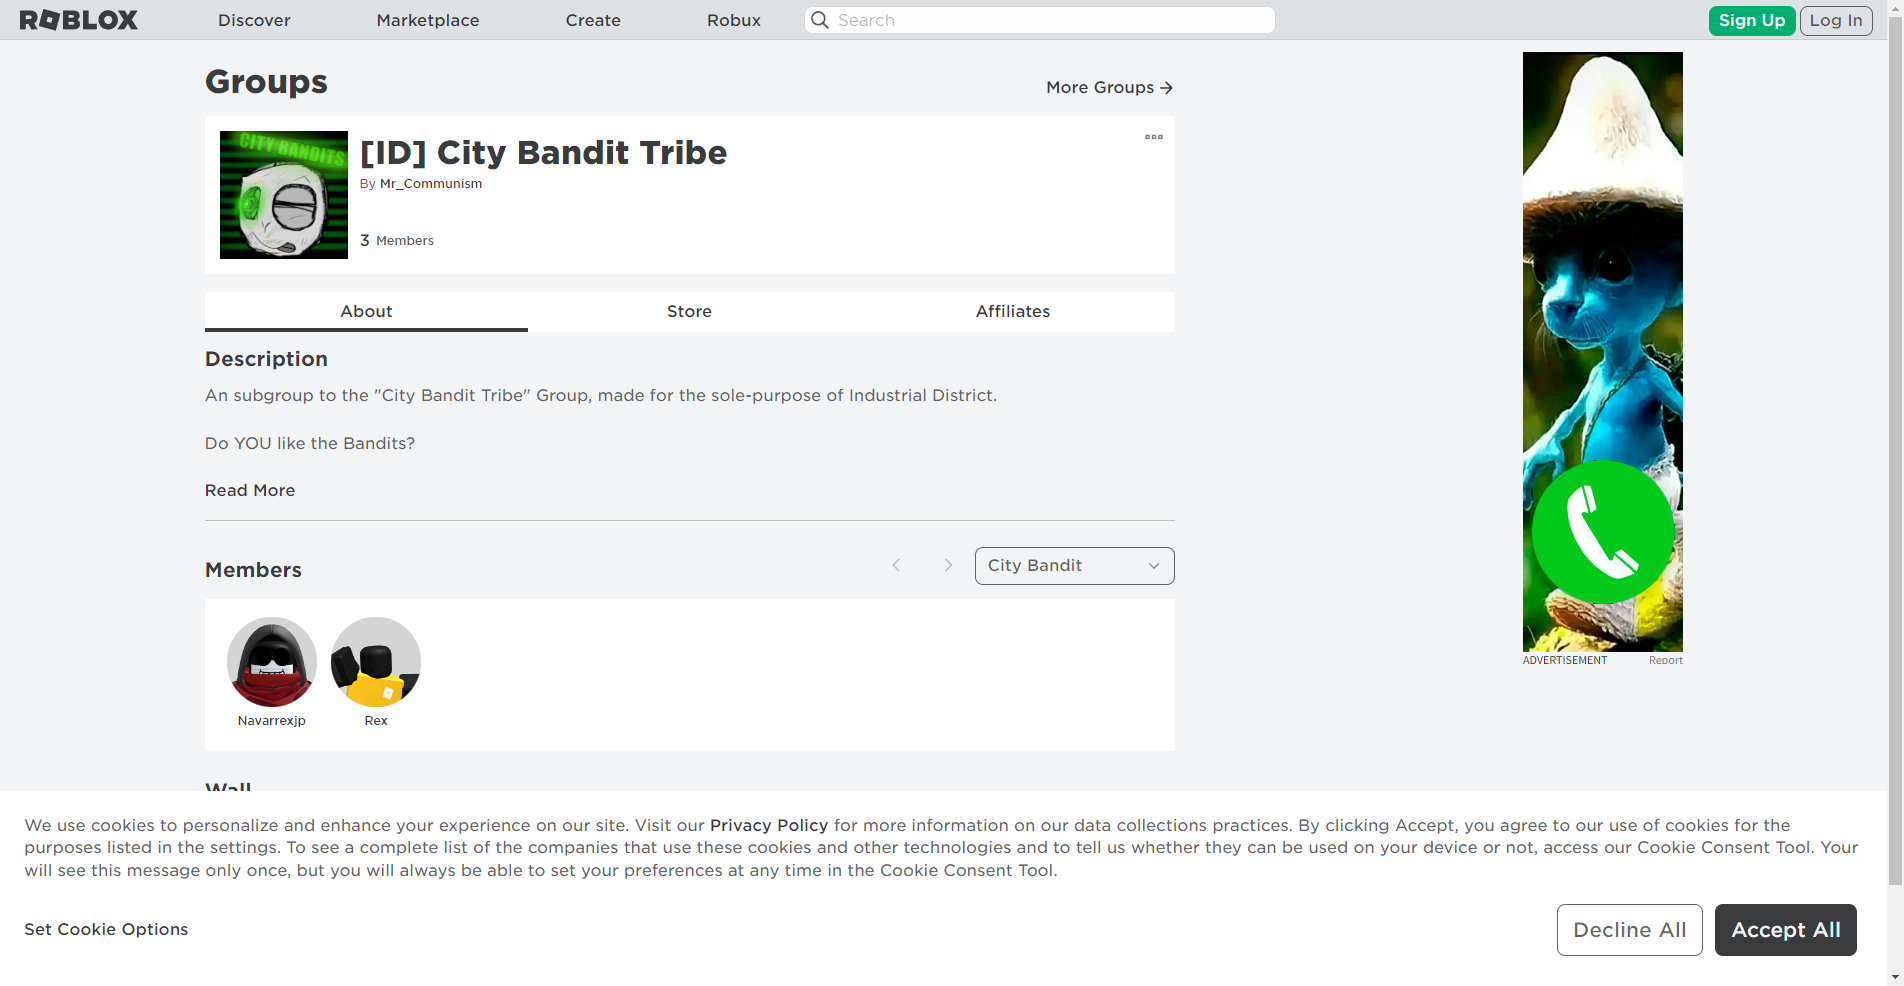 ROBLOX Discover Marketplace Create Robux Search Sign Up Log In
Groups
More Groups
CITY BANDITS
[ID] City Bandit Tribe
By Mr_Communism
3 Members
About Store Affiliates
Description
An subgroup to the "City Bandit Tribe" Group, made for the sole-purpose of Industrial District.
Do YOU like the Bandits?
Read More
Members
City Bandit
Navarrexjp Rex
ADVERTISEMENT Report
Wall
We use cookies to personalize and enhance your experience on our site. Visit our Privacy Policy for more information on our data collections practices. By clicking Accept, you agree to our use of cookies for the
purposes listed in the settings. To see a complete list of the companies that use these cookies and other technologies and to tell us whether they can be used on your device or not, access our Cookie Consent Tool. Your
will see this message only once, but you will always be able to set your preferences at any time in the Cookie Consent Tool.
Set Cookie Options
Decline All Accept All